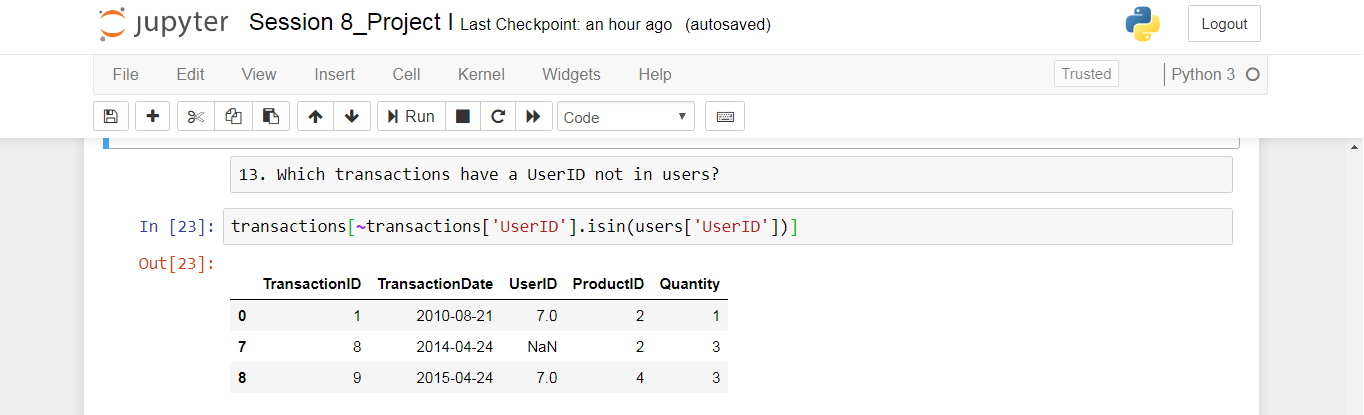 jupyter Session 8_Project I Last Checkpoint: an hour ago (autosaved) Logout
File Edit View Insert Cell Kernel Widgets Help Trusted Python 3
Run Code
13. Which transactions have a UserID not in users?
In [23]: transactions[~transactions['UserID'].isin(users['UserID'])]
Out[23]:
TransactionID TransactionDate UserID ProductID Quantity
0 1 2010-08-21 7.0 2 1
7 8 2014-04-24 NaN 2 3
8 9 2015-04-24 7.0 4 3